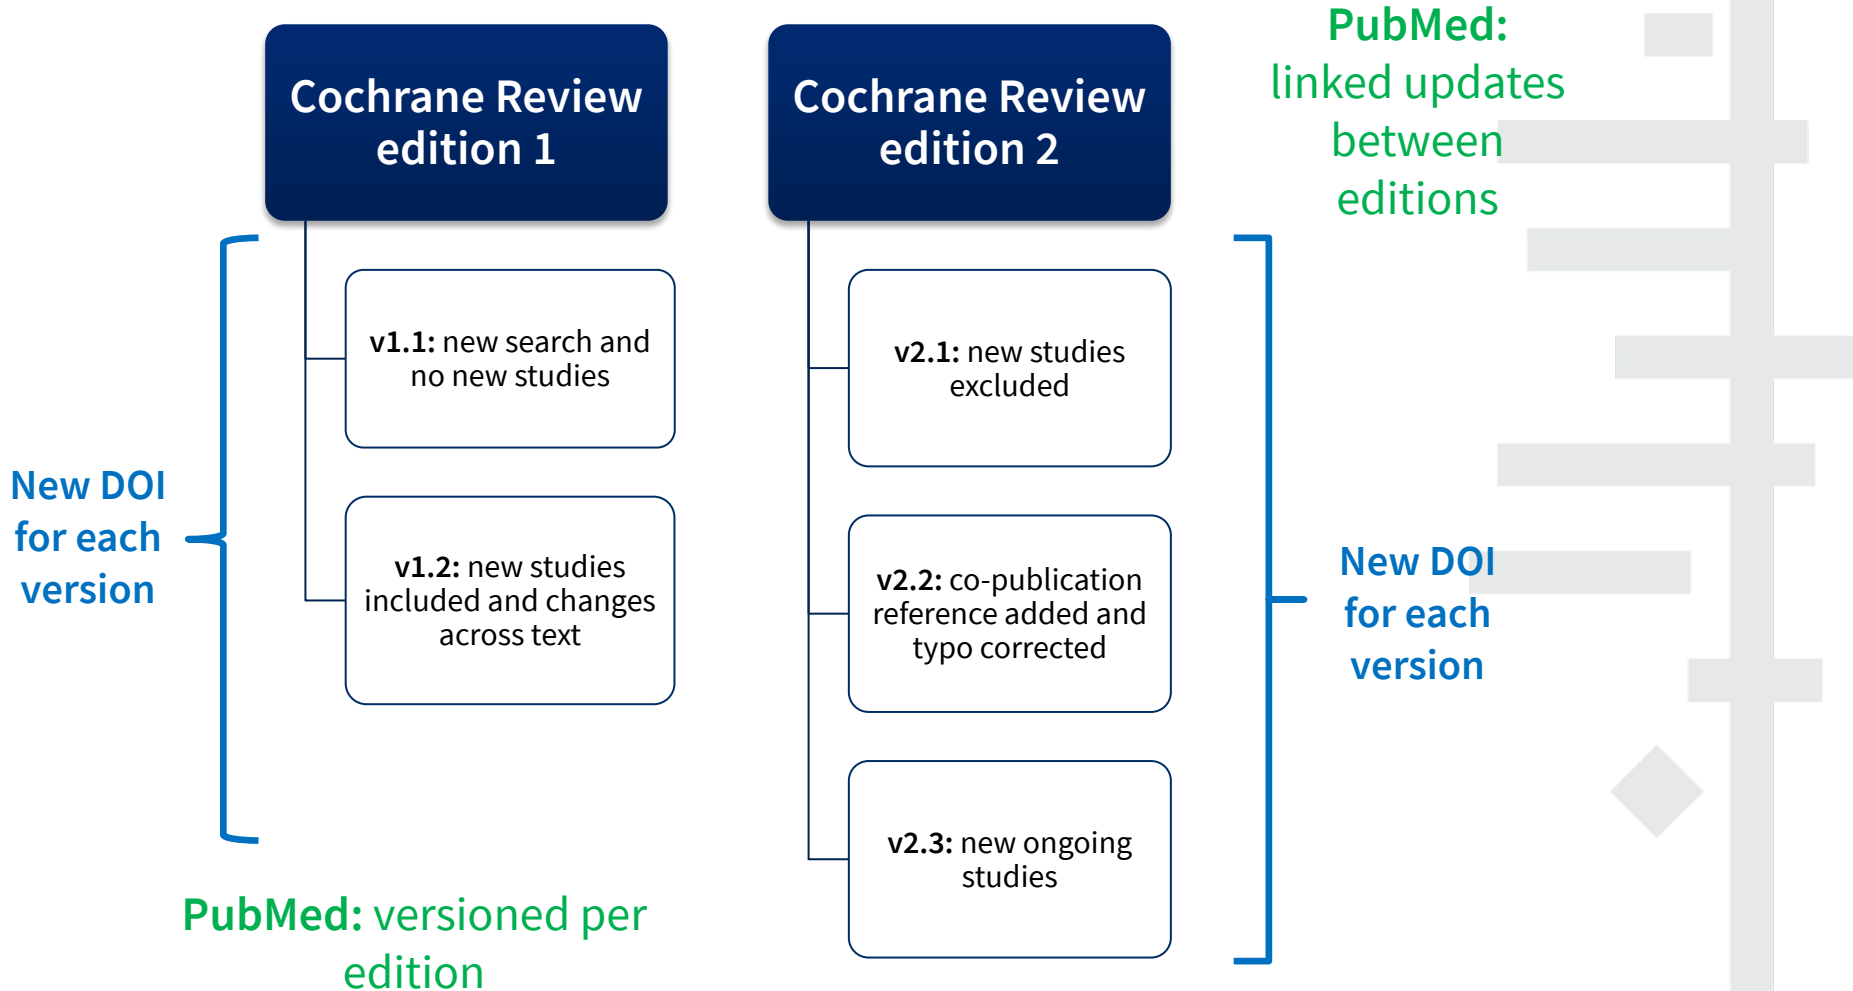 Cochrane Review
edition 1
Cochrane Review
edition 2
PubMed:
linked updates
between
editions
New DOI
for each
version
v1.1: new search and
no new studies
v1.2: new studies
included and changes
across text
v2.1: new studies
excluded
v2.2: co-publication
reference added and
typo corrected
v2.3: new ongoing
studies
New DOI
for each
version
PubMed: versioned per
edition